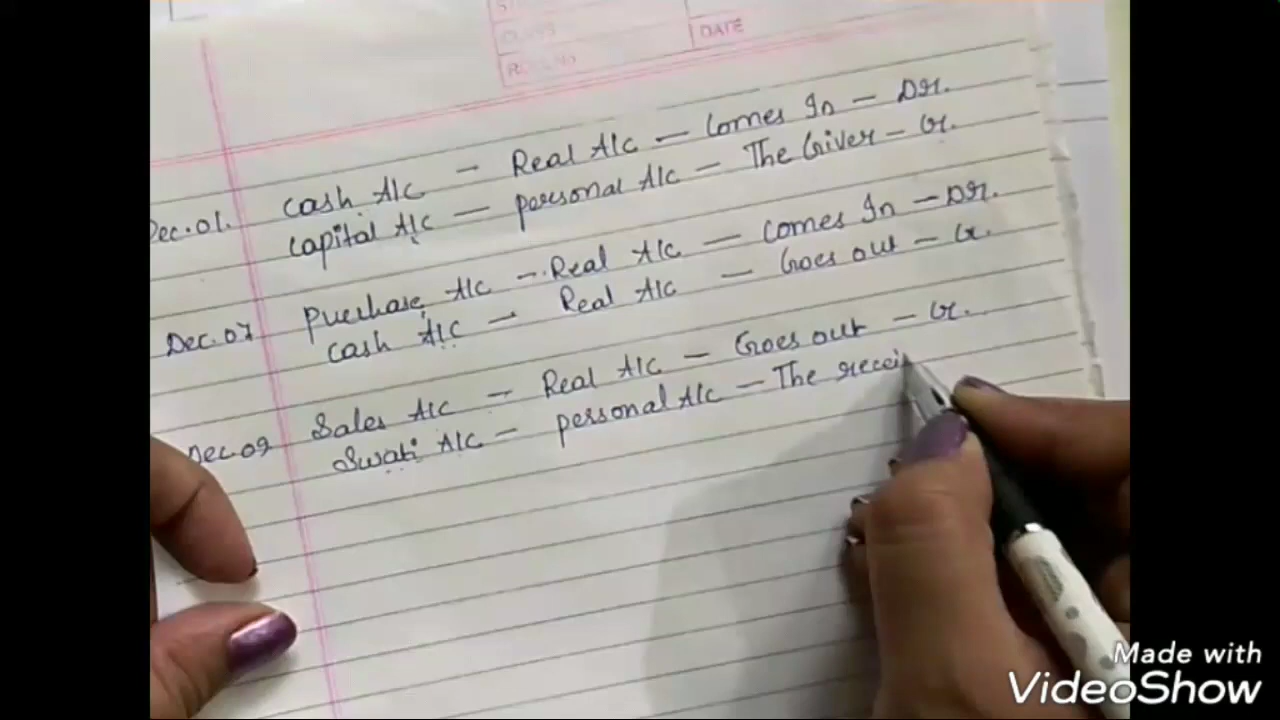 DATE
Cash A/C - Real A/C - Comes In - Dr.
Dec.01. Capital A/C - personal A/C - The Giver - Cr.
Purchase A/C - Real A/C - Comes In - Dr.
Dec.07 Cash A/C - Real A/C - Goes out - Cr.
Sales A/C - Real A/C - Goes out - Cr.
Dec.09 Swati A/C - personal A/C - The recei
Made with
VideoShow